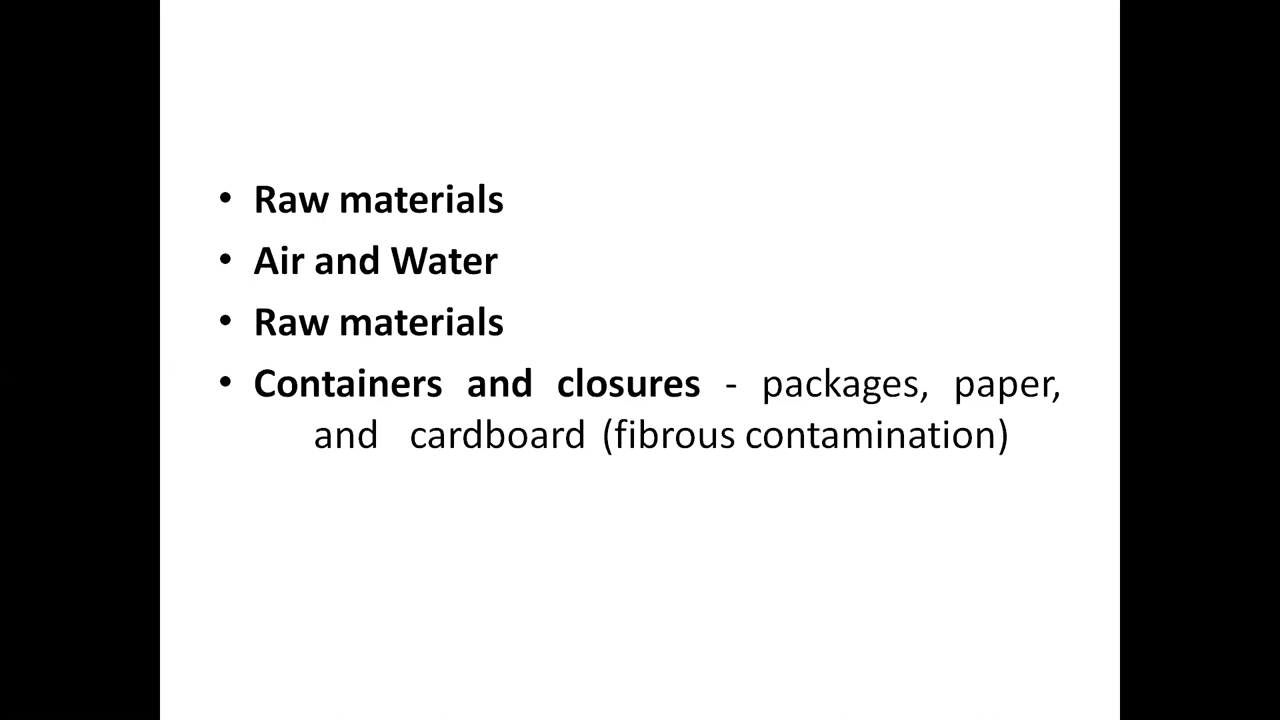 • Raw materials
• Air and Water
• Raw materials
• Containers and closures - packages, paper,
and cardboard (fibrous contamination)